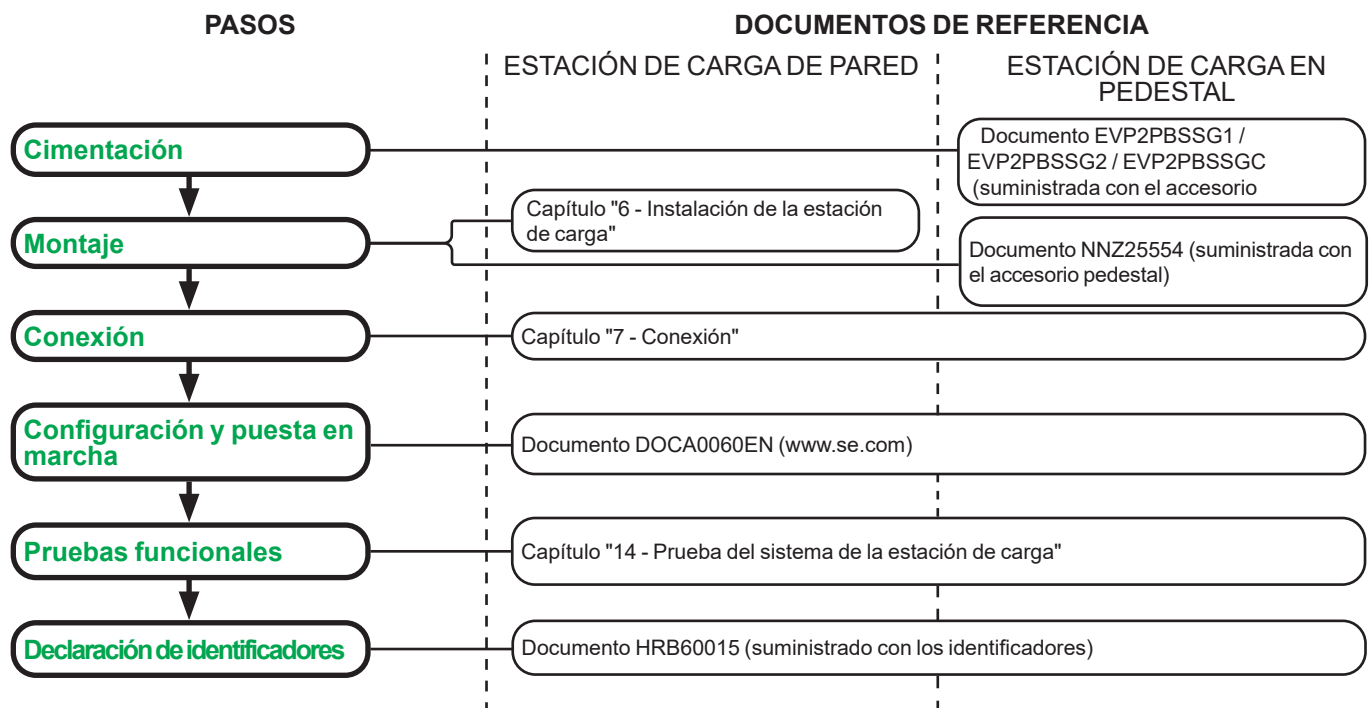 PASOS
DOCUMENTOS DE REFERENCIA
ESTACIÓN DE CARGA DE PARED
ESTACIÓN DE CARGA EN
PEDESTAL
Cimentación
Documento EVP2PBSSG1 /
EVP2PBSSG2 / EVP2PBSSGC
(suministrada con el accesorio
Montaje
Capítulo "6 - Instalación de la estación
de carga"
Documento NNZ25554 (suministrada con
el accesorio pedestal)
Conexión
Capítulo "7 - Conexión"
Configuración y puesta en
marcha
Documento DOCA0060EN (www.se.com)
Pruebas funcionales
Capítulo "14 - Prueba del sistema de la estación de carga"
Declaración de identificadores
Documento HRB60015 (suministrado con los identificadores)